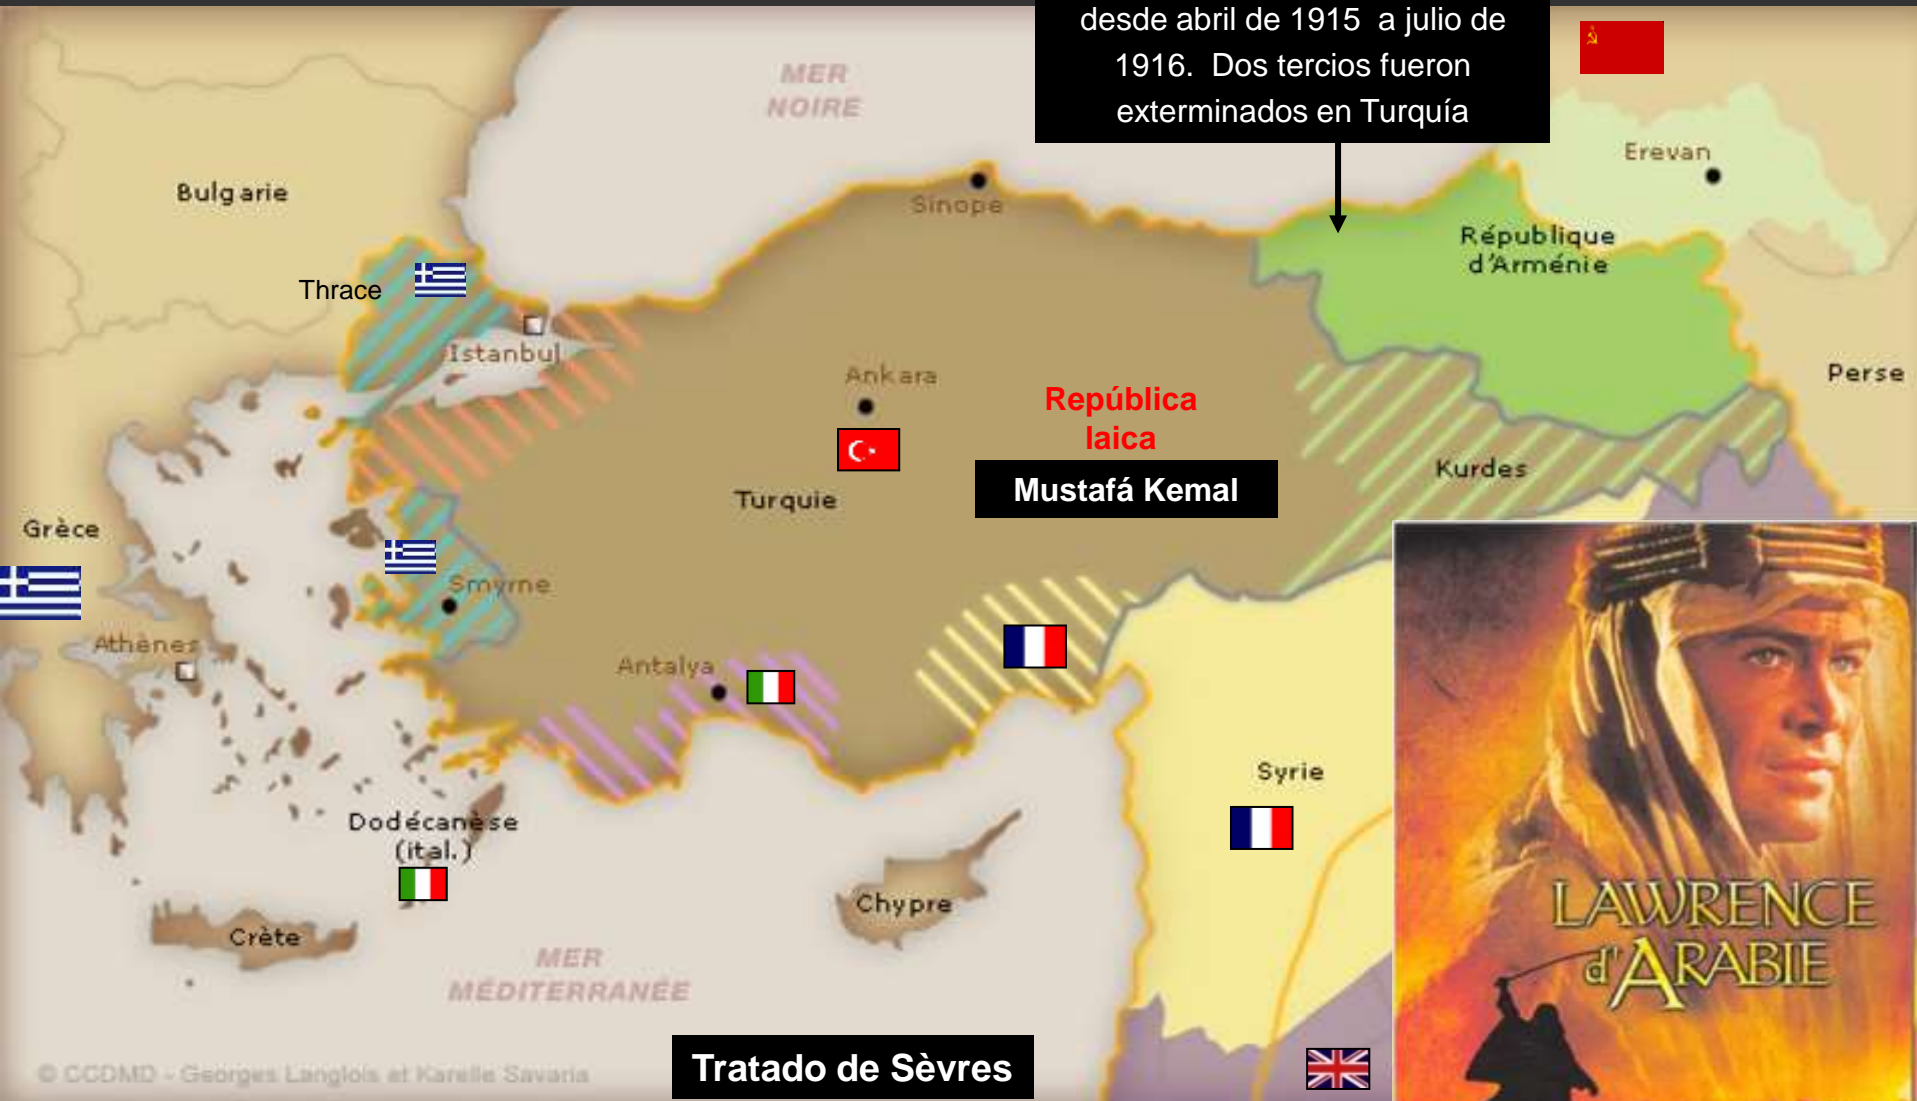 desde abril de 1915 a julio de
1916. Dos tercios fueron
exterminados en Turquía
MER
NOIRE
Erevan
Bulgarie
Sinope
République
d'Arménie
Thrace
Istanbul
Ankara
Perse
República
laica
Mustafá Kemal
Kurdes
Turquie
Grèce
Smyrne
Athènes
Antalya
Syrie
Dodécanèse
(ital.)
Chypre
Crète
LAWRENCE
d'ARABIE
MER
MÉDITERRANÉE
Tratado de Sèvres
© CCDMD - Georges Langlois et Karelle Savaria